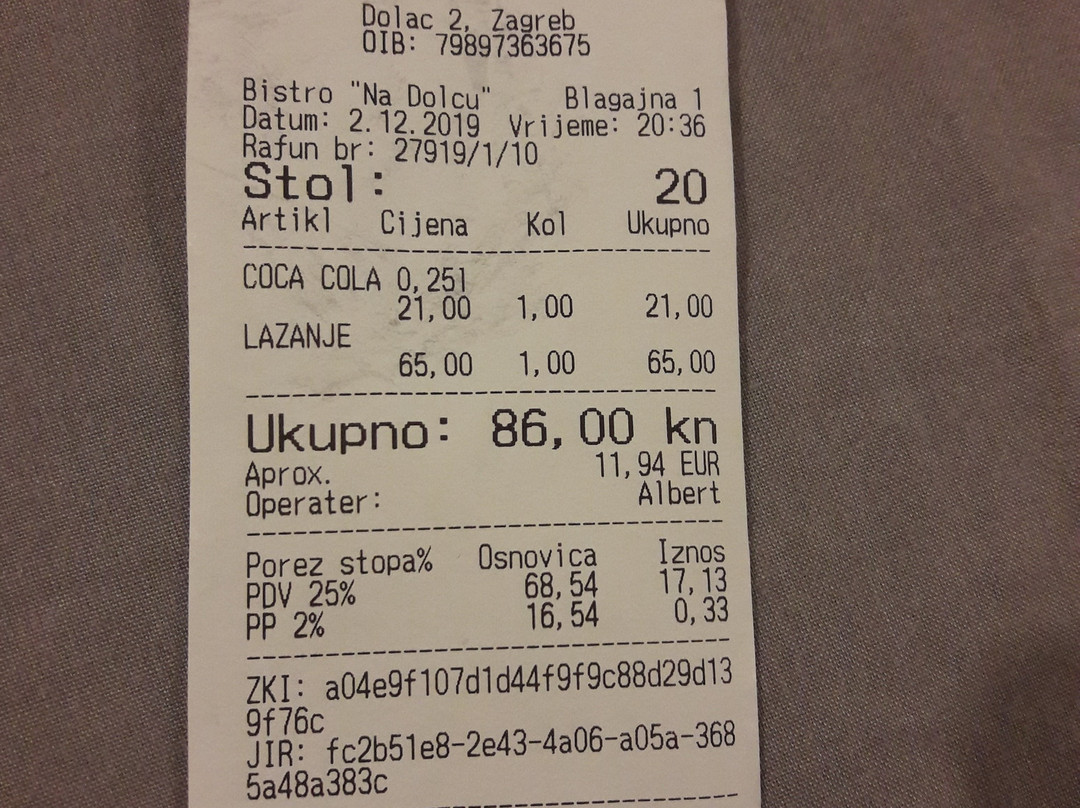 Dolac 2, Zagreb
OIB: 79897363675
Bistro "Na Dolcu" Blagajna 1
Datum: 2.12.2019 Vrijeme: 20:36
Rafun br: 27919/1/10
Stol: 20
Artikl Cijena Kol Ukupno
COCA COLA 0,25l
21,00 1,00 21,00
LAZANJE
65,00 1,00 65,00
Ukupno: 86,00 kn
Aprox. 11,94 EUR
Operater: Albert
Porez stopa% Osnovica Iznos
PDV 25% 68,54 17,13
PP 2% 16,54 0,33
ZKI: a04e9f107d1d44f9f9c88d29d13
9f76c
JIR: fc2b51e8-2e43-4a06-a05a-368
5a48a383c